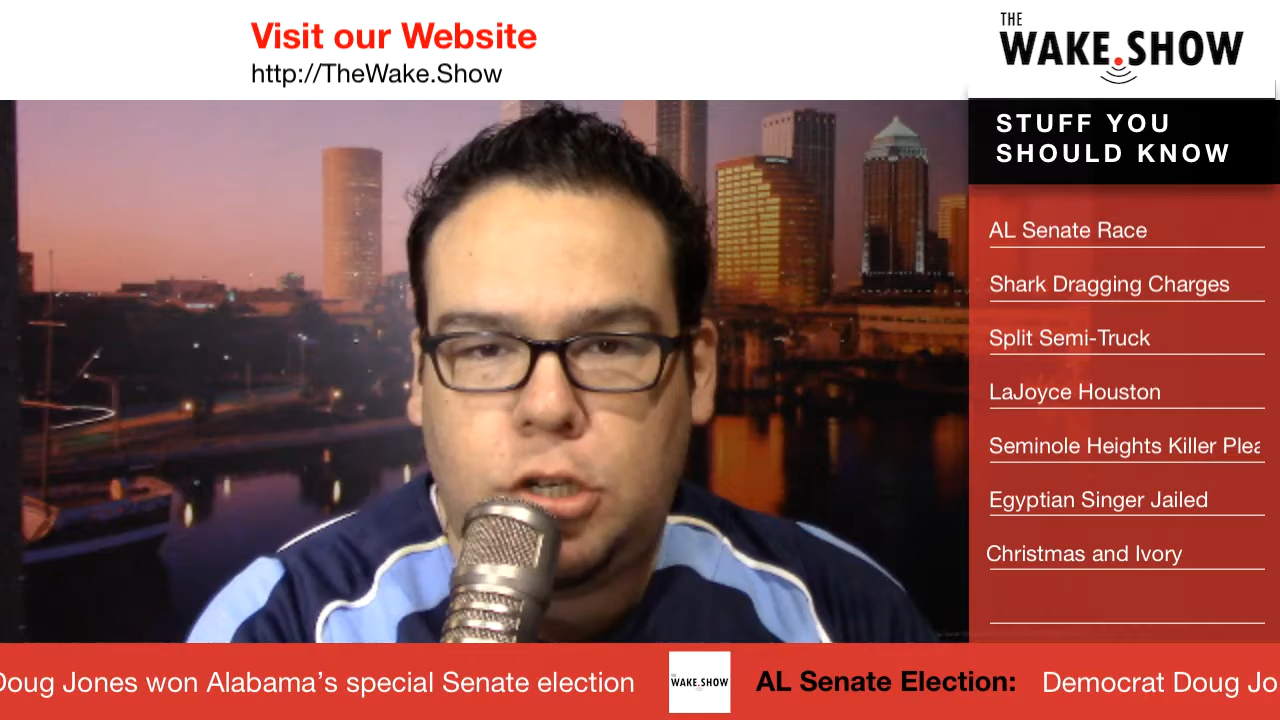 Visit our Website
http://TheWake.Show
THE
WAKE.SHOW
STUFF YOU
SHOULD KNOW
AL Senate Race
Shark Dragging Charges
Split Semi-Truck
LaJoyce Houston
Seminole Heights Killer Plea
Egyptian Singer Jailed
Christmas and Ivory
Doug Jones won Alabama’s special Senate election
WAKE.SHOW
AL Senate Election: Democrat Doug Jo